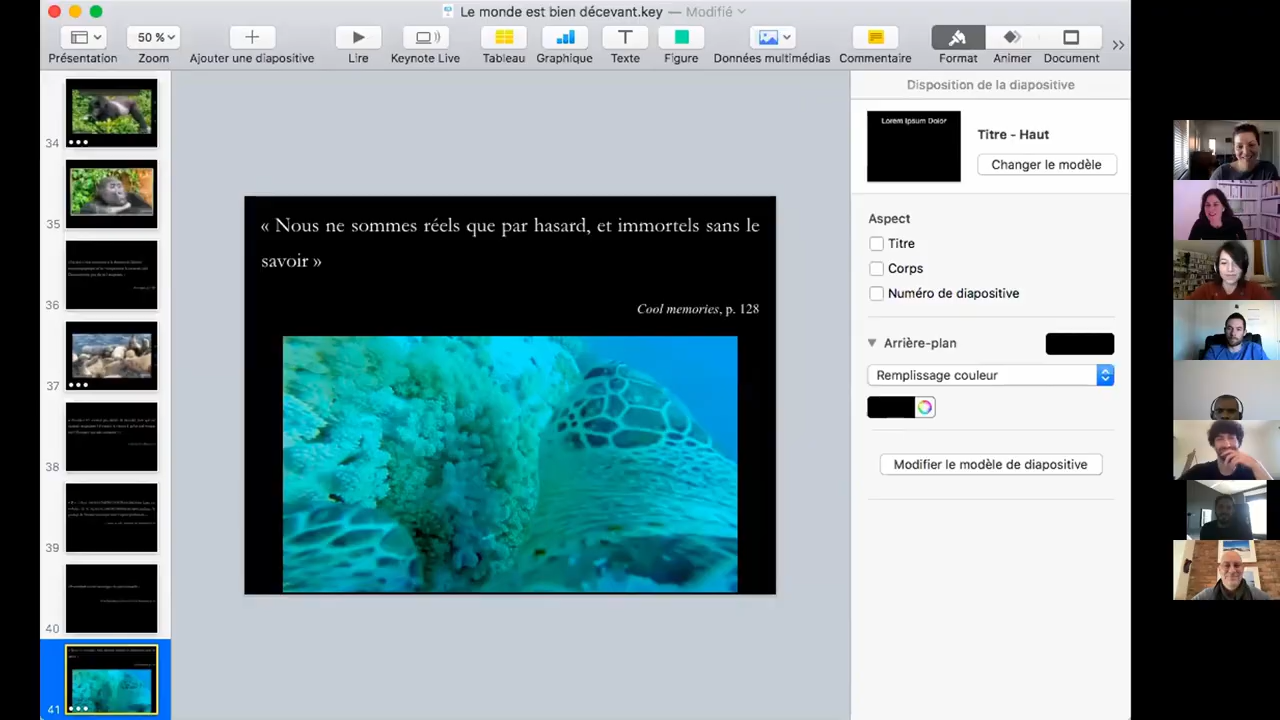 Le monde est bien décevant.key — Modifié
50 %
Présentation
Zoom
Ajouter une diapositive
Lire
Keynote Live
Tableau
Graphique
Texte
Figure
Données multimédias
Commentaire
Format
Animer
Document
34
35
36
37
38
39
40
41
« Nous ne sommes réels que par hasard, et immortels sans le
savoir »
Cool memories, p. 128
Disposition de la diapositive
Lorem Ipsum Dolor
Titre - Haut
Changer le modèle
Aspect
Titre
Corps
Numéro de diapositive
Arrière-plan
Remplissage couleur
Modifier le modèle de diapositive